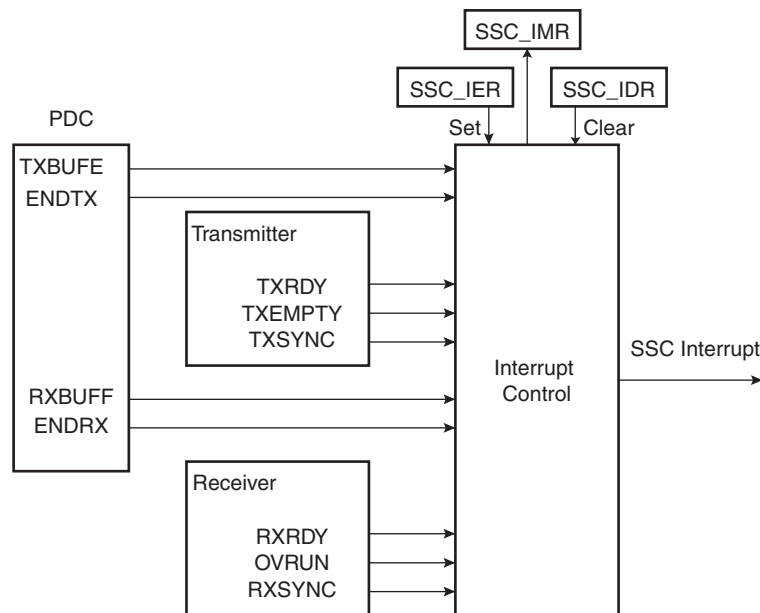 SSC_IMR
SSC_IER
SSC_IDR
PDC
Set
Clear
TXBUFE
ENDTX
Transmitter
TXRDY
TXEMPTY
TXSYNC
SSC Interrupt
Interrupt
Control
RXBUFF
ENDRX
Receiver
RXRDY
OVRUN
RXSYNC